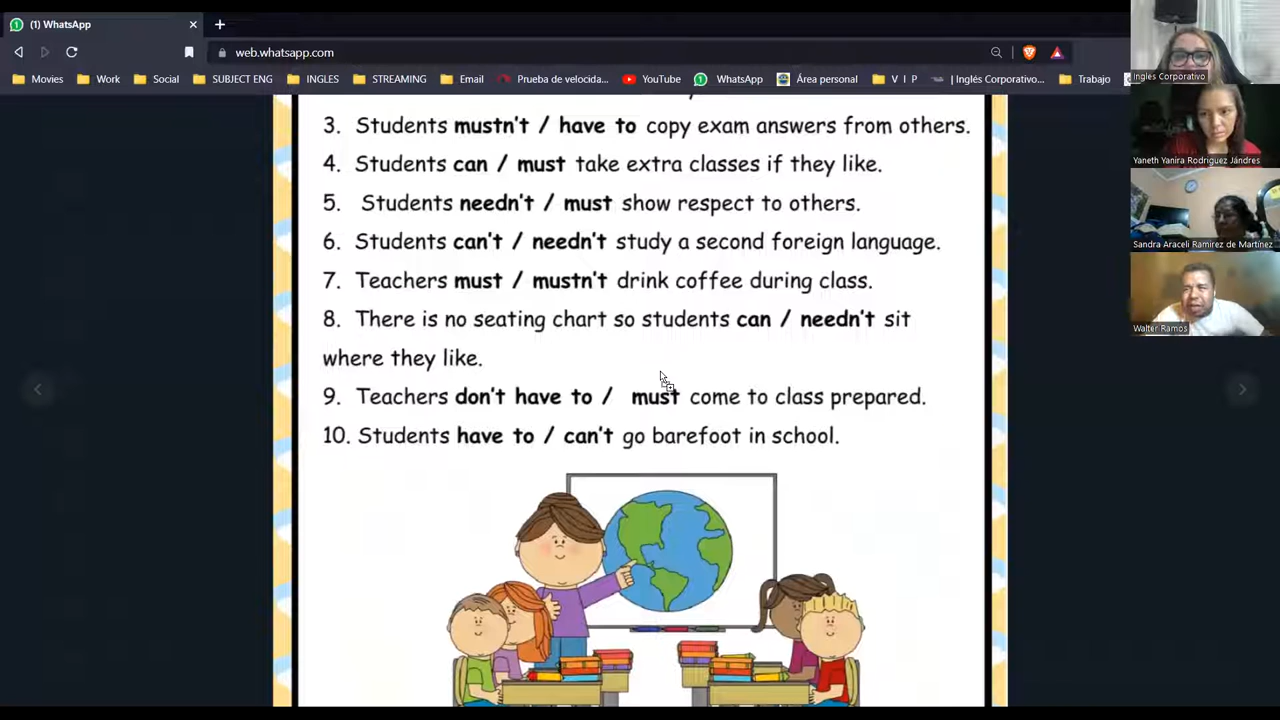 (1) WhatsApp
web.whatsapp.com
Movies Work Social SUBJECT ENG INGLES STREAMING Email Prueba de velocida... YouTube WhatsApp Área personal V I P | Inglés Corporativo... Trabajo
3. Students mustn't / have to copy exam answers from others.
4. Students can / must take extra classes if they like.
5. Students needn't / must show respect to others.
6. Students can't / needn't study a second foreign language.
7. Teachers must / mustn't drink coffee during class.
8. There is no seating chart so students can / needn't sit
where they like.
9. Teachers don't have to / must come to class prepared.
10. Students have to / can't go barefoot in school.
Ingles Corporativo
Yaneth Yanira Rodriguez Jándres
Sandra Araceli Ramirez de Martínez
Walter Ramos